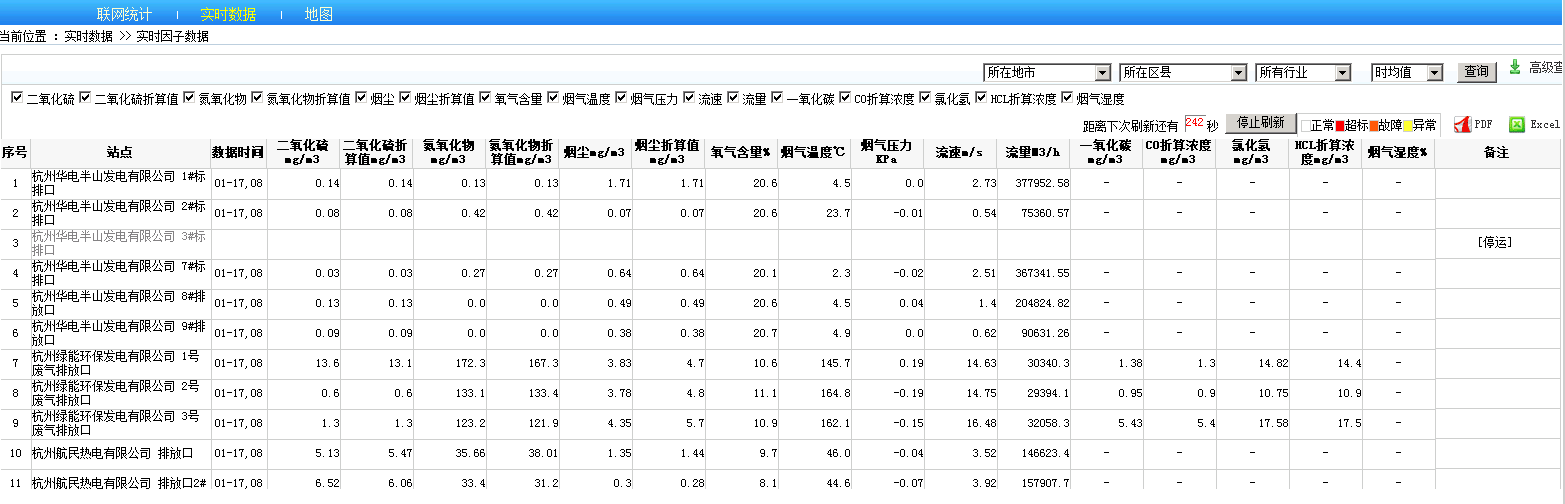 联网统计 实时数据 地图
当前位置 : 实时数据 >> 实时因子数据
所在地市 所在区县 所有行业 时均值 查询 高级查
二氧化硫 二氧化硫折算值 氮氧化物 氮氧化物折算值 烟尘 烟尘折算值 氧气含量 烟气温度 烟气压力 流速 流量 一氧化碳 CO折算浓度 氯化氢 HCL折算浓度 烟气湿度
距离下次刷新还有 242 秒 停止刷新 正常 超标 故障 异常 PDF Excel
序号 站点 数据时间 二氧化硫 mg/m3 二氧化硫折算值mg/m3 氮氧化物 mg/m3 氮氧化物折算值mg/m3 烟尘mg/m3 烟尘折算值 mg/m3 氧气含量% 烟气温度℃ 烟气压力 KPa 流速m/s 流量M3/h 一氧化碳 mg/m3 CO折算浓度 mg/m3 氯化氢 mg/m3 HCL折算浓度mg/m3 烟气湿度% 备注
1 杭州华电半山发电有限公司 1#标排口 01-17,08 0.14 0.14 0.13 0.13 1.71 1.71 20.6 4.5 0.0 2.73 377952.58 - - - - -
2 杭州华电半山发电有限公司 2#标排口 01-17,08 0.08 0.08 0.42 0.42 0.07 0.07 20.6 23.7 -0.01 0.54 75360.57 - - - - -
3 杭州华电半山发电有限公司 3#标排口 [停运]
4 杭州华电半山发电有限公司 7#标排口 01-17,08 0.03 0.03 0.27 0.27 0.64 0.64 20.1 2.3 -0.02 2.51 367341.55 - - - - -
5 杭州华电半山发电有限公司 8#排放口 01-17,08 0.13 0.13 0.0 0.0 0.49 0.49 20.6 4.5 0.04 1.4 204824.82 - - - - -
6 杭州华电半山发电有限公司 9#排放口 01-17,08 0.09 0.09 0.0 0.0 0.38 0.38 20.7 4.9 0.0 0.62 90631.26 - - - - -
7 杭州绿能环保发电有限公司 1号废气排放口 01-17,08 13.6 13.1 172.3 167.3 3.83 4.7 10.6 145.7 0.19 14.63 30340.3 1.38 1.3 14.82 14.4 -
8 杭州绿能环保发电有限公司 2号废气排放口 01-17,08 0.6 0.6 133.1 133.4 3.78 4.8 11.1 164.8 -0.19 14.75 29394.1 0.95 0.9 10.75 10.9 -
9 杭州绿能环保发电有限公司 3号废气排放口 01-17,08 1.3 1.3 123.2 121.9 4.35 5.7 10.9 162.1 -0.15 16.48 32058.3 5.43 5.4 17.58 17.5 -
10 杭州航民热电有限公司 排放口 01-17,08 5.13 5.47 35.66 38.01 1.35 1.44 9.7 46.0 -0.04 3.52 146623.4 - - - - -
11 杭州航民热电有限公司 排放口2# 01-17,08 6.52 6.06 33.4 31.2 0.3 0.28 8.1 44.6 -0.07 3.92 157907.7 - - - - -